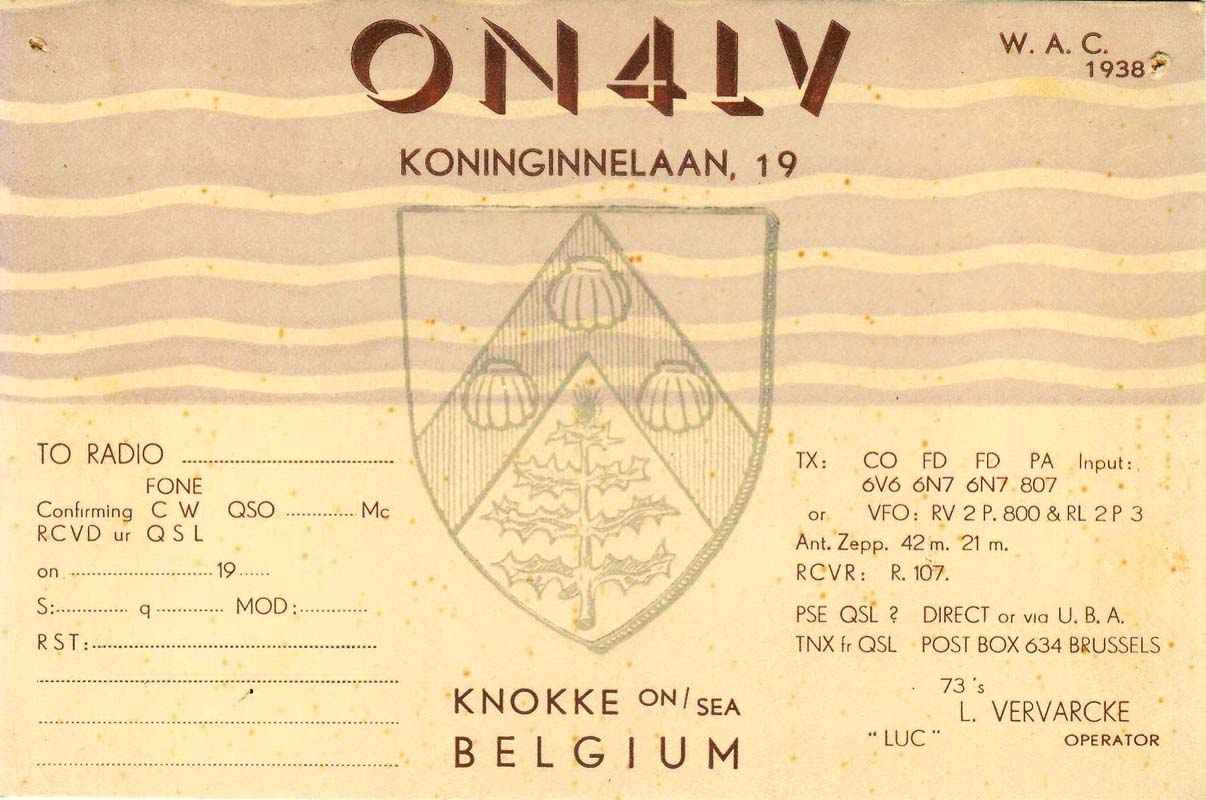 ON4LV
W. A. C.
1938
KONINGINNELAAN, 19
TO RADIO
FONE
Confirming C W QSO Mc
RCVD ur Q S L
on 19
S: q MOD:
RST:
TX: CO FD FD PA Input:
6V6 6N7 6N7 807
or VFO: RV 2 P. 800 & RL 2 P 3
Ant. Zepp. 42 m. 21 m.
RCVR: R. 107.
PSE QSL ? DIRECT or via U. B. A.
TNX fr QSL POST BOX 634 BRUSSELS
73's
L. VERVARCKE
"LUC" OPERATOR
KNOKKE ON/SEA
BELGIUM